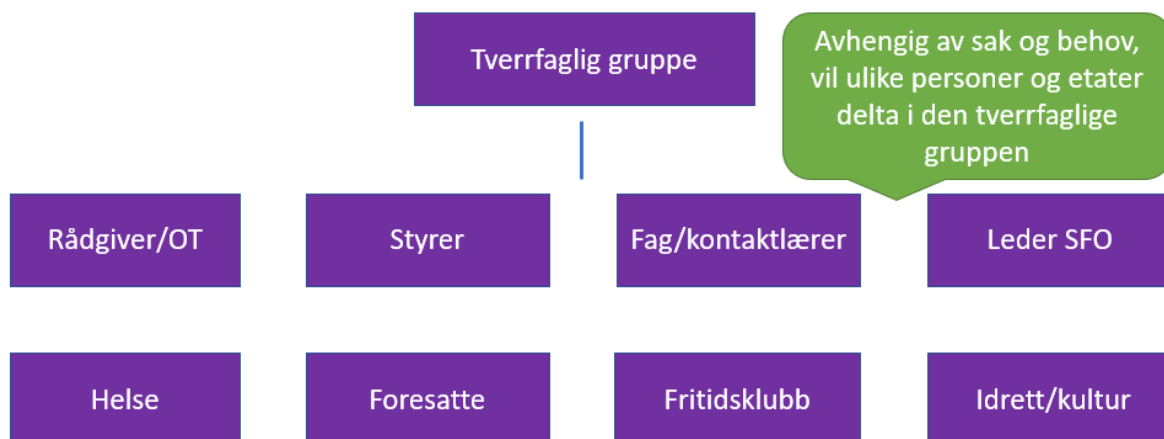 Tverrfaglig gruppe
Avhengig av sak og behov,
vil ulike personer og etater
delta i den tverrfaglige
gruppen
Rådgiver/OT
Styrer
Fag/kontaktlærer
Leder SFO
Helse
Foresatte
Fritidsklubb
Idrett/kultur